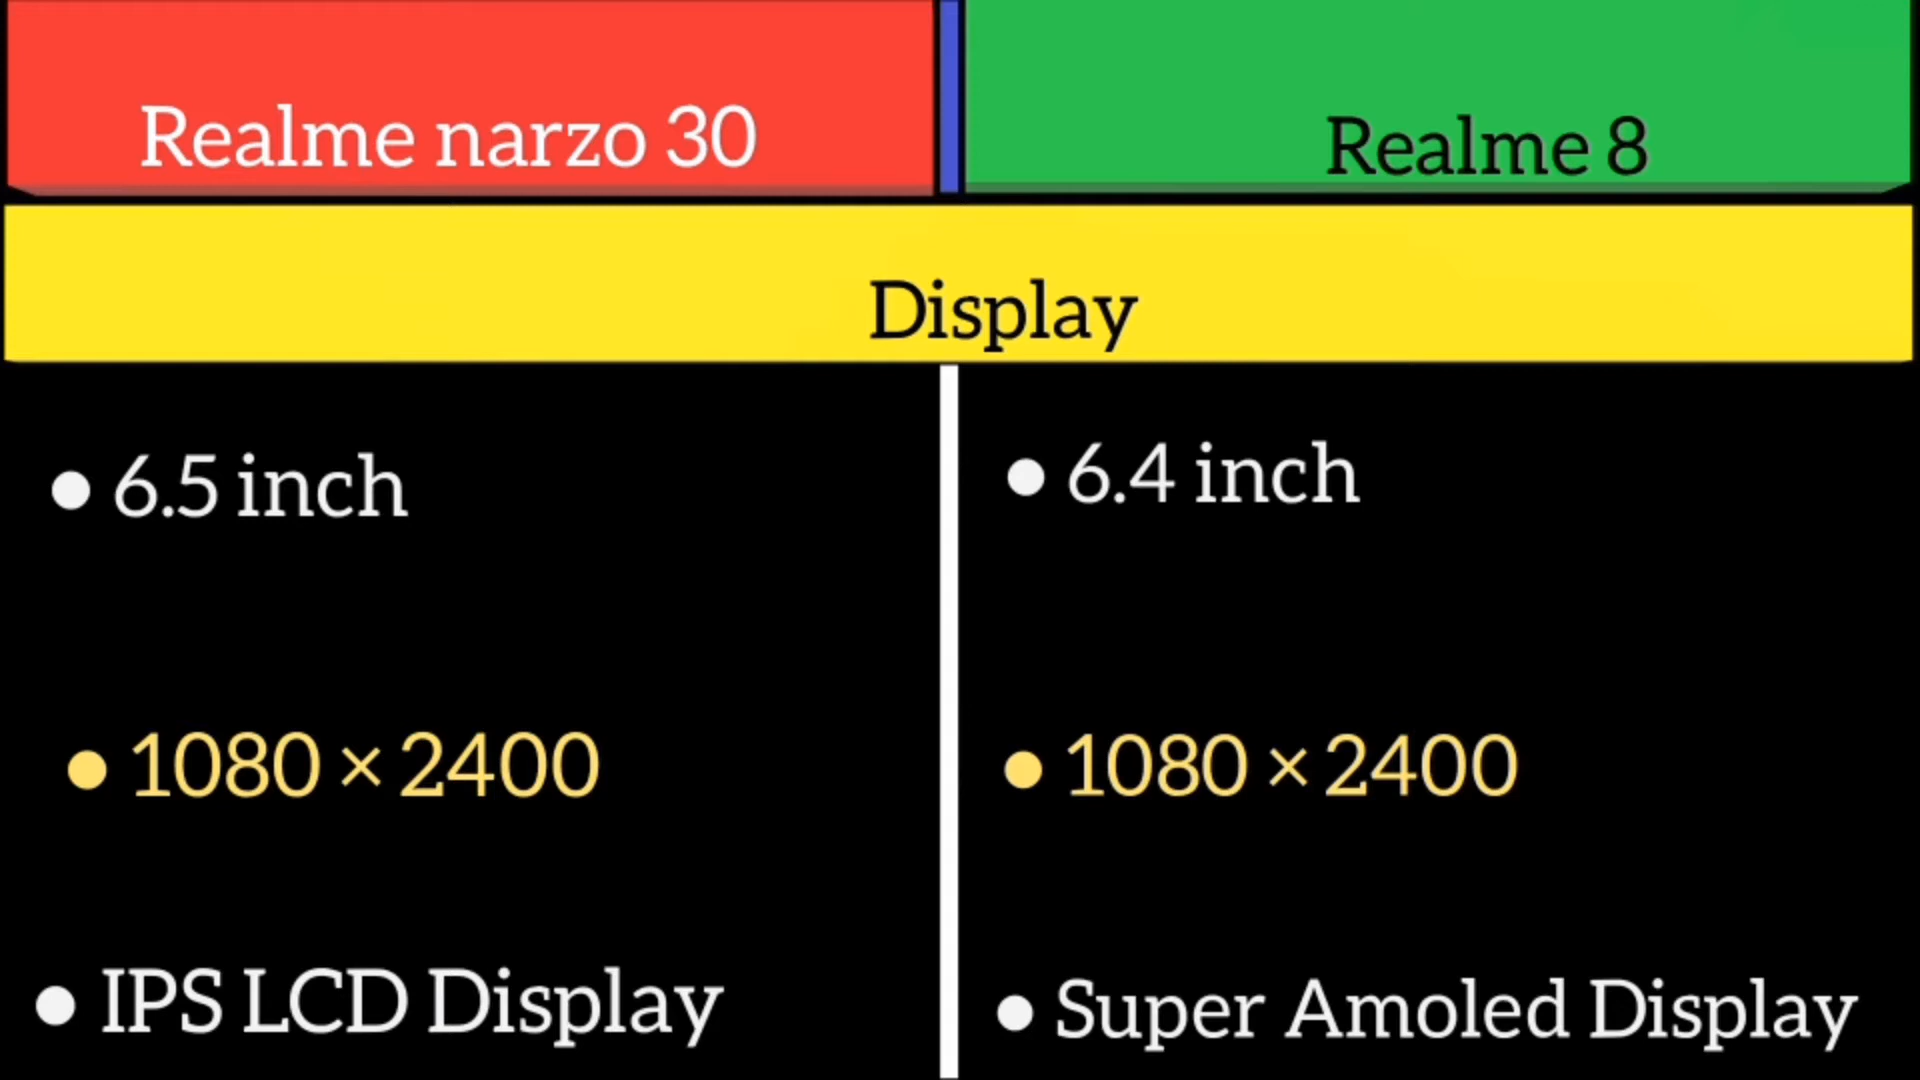 Realme narzo 30
Realme 8
Display
● 6.5 inch
● 6.4 inch
● 1080 × 2400
● 1080 × 2400
● IPS LCD Display
● Super Amoled Display